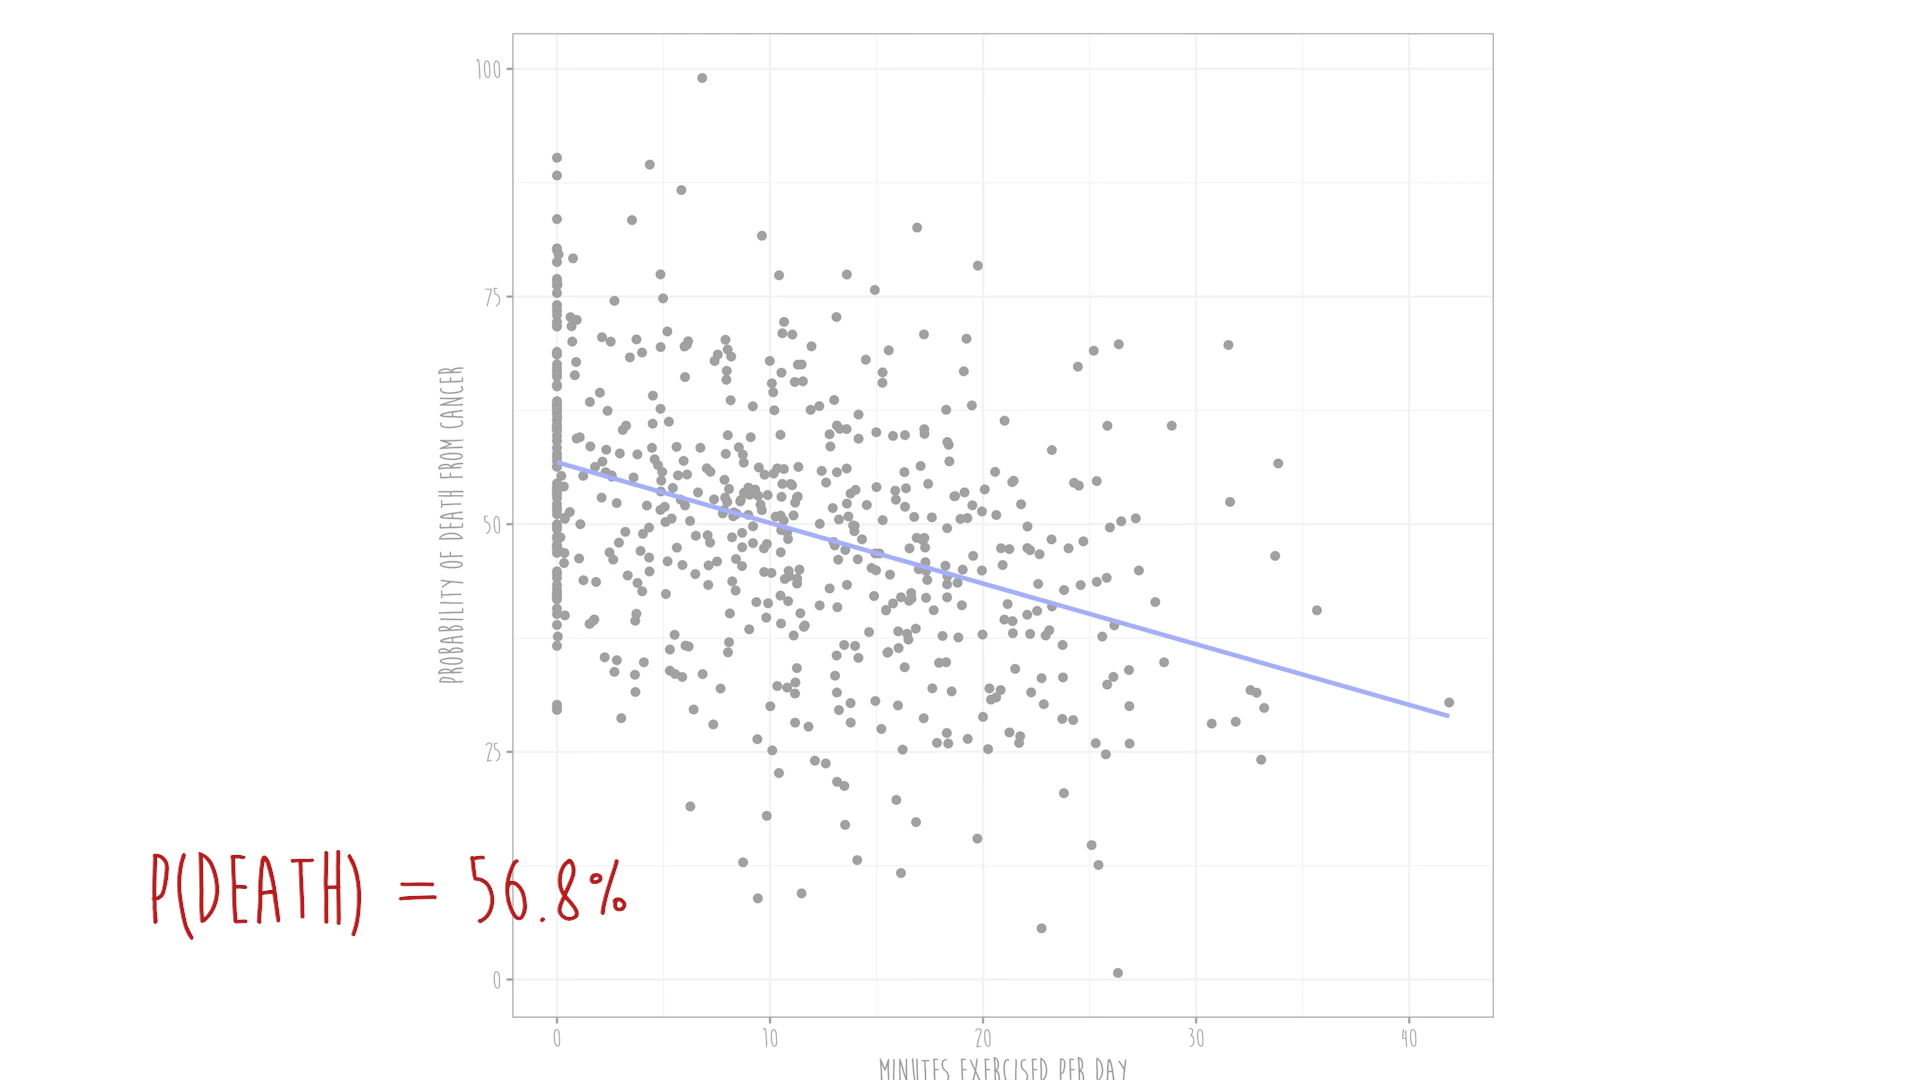 100
75
50
25
0
PROBABILITY OF DEATH FROM CANCER
P(DEATH) = 56.8%
0 10 20 30 40
MINUTES EXERCISED PER DAY